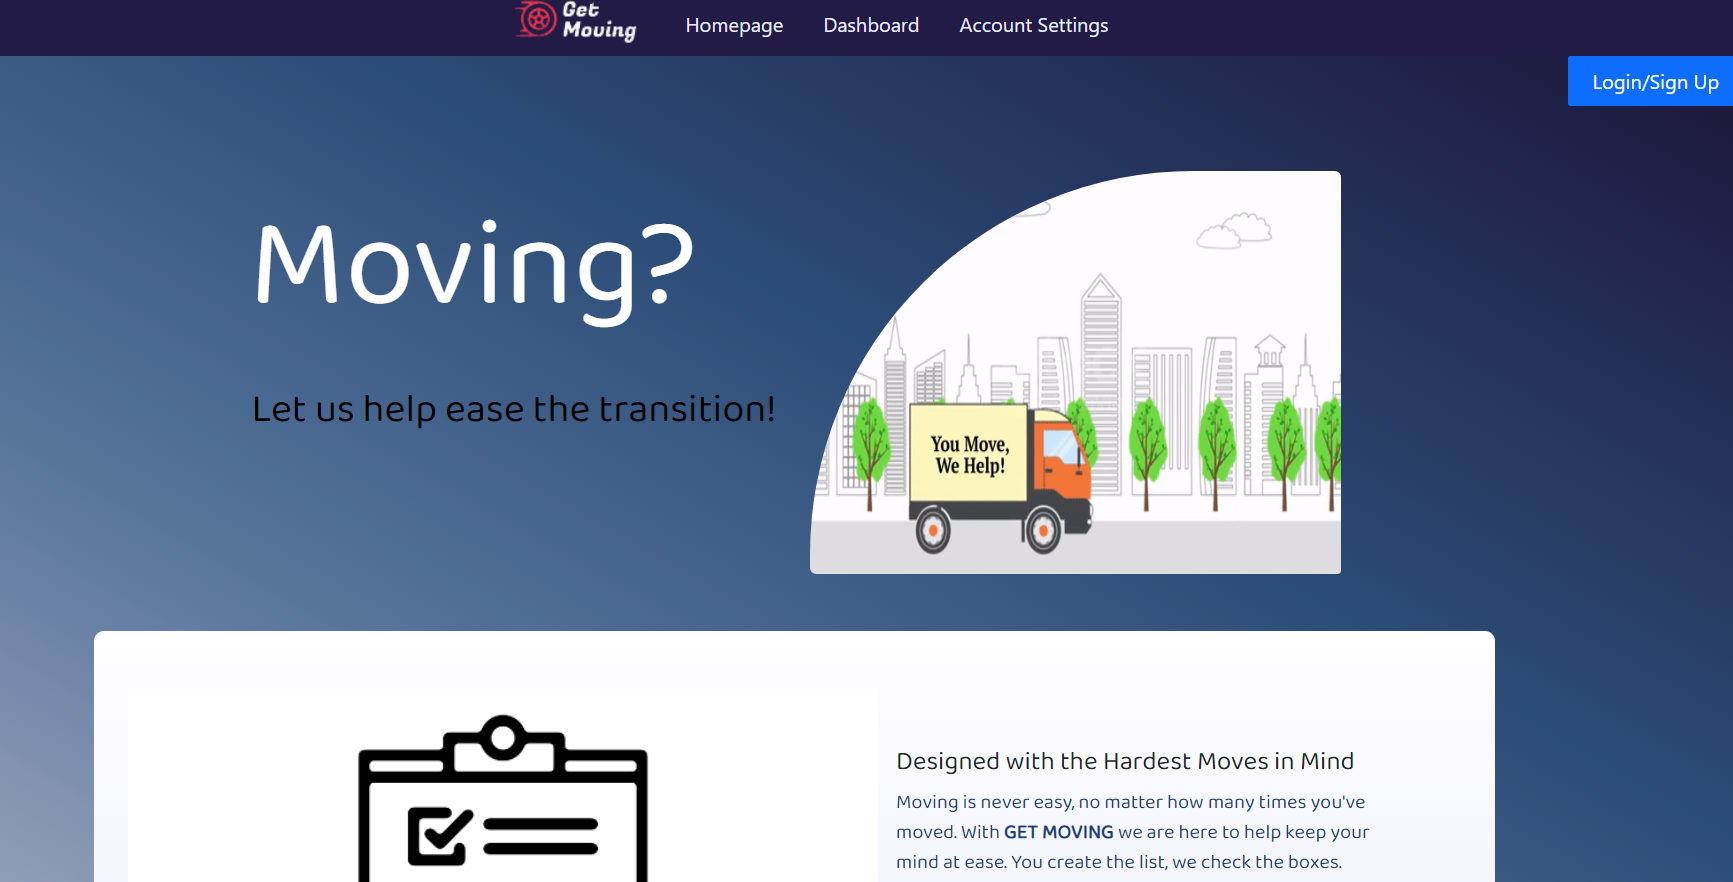 Get
Moving
Homepage
Dashboard
Account Settings
Login/Sign Up
Moving?
Let us help ease the transition!
You Move,
We Help!
Designed with the Hardest Moves in Mind
Moving is never easy, no matter how many times you've
moved. With GET MOVING we are here to help keep your
mind at ease. You create the list, we check the boxes.